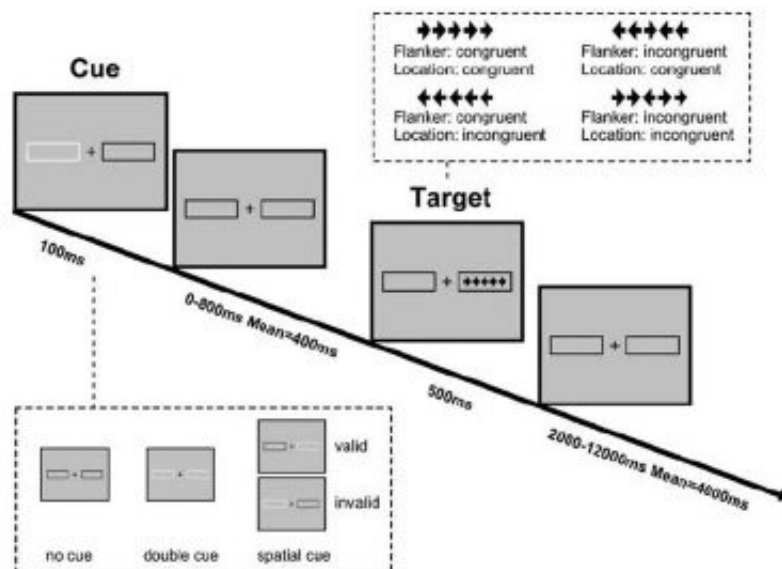 Flanker: congruent
Location: congruent
Flanker: incongruent
Location: congruent
Flanker: congruent
Location: incongruent
Flanker: incongruent
Location: incongruent
Cue
Target
100ms
0-800ms Mean=400ms
500ms
2000-12000ms Mean=4000ms
valid
invalid
no cue
double cue
spatial cue